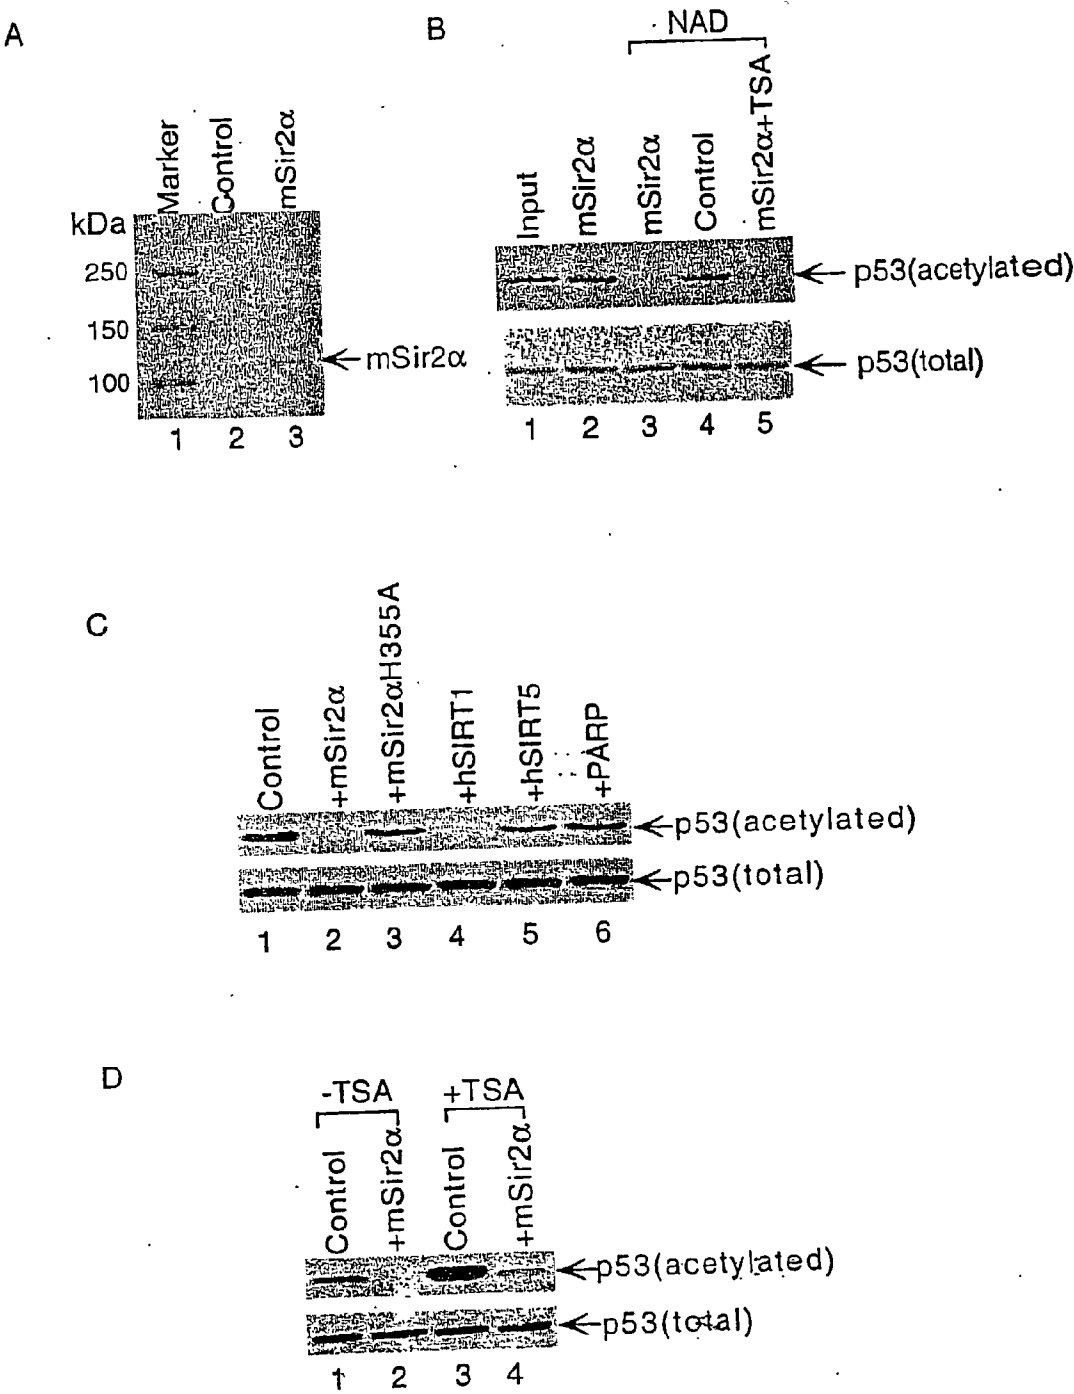 A
Marker
Control
mSir2α
kDa
250
150
100
mSir2α
1 2 3
B
NAD
Input
mSir2α
mSir2α
Control
mSir2α+TSA
p53(acetylated)
p53(total)
1 2 3 4 5
C
Control
+mSir2α
+mSir2αH355A
+hSIRT1
+hSIRT5
+PARP
p53(acetylated)
p53(total)
1 2 3 4 5 6
D
-TSA +TSA
Control
+mSir2α
Control
+mSir2α
p53(acetylated)
p53(total)
1 2 3 4